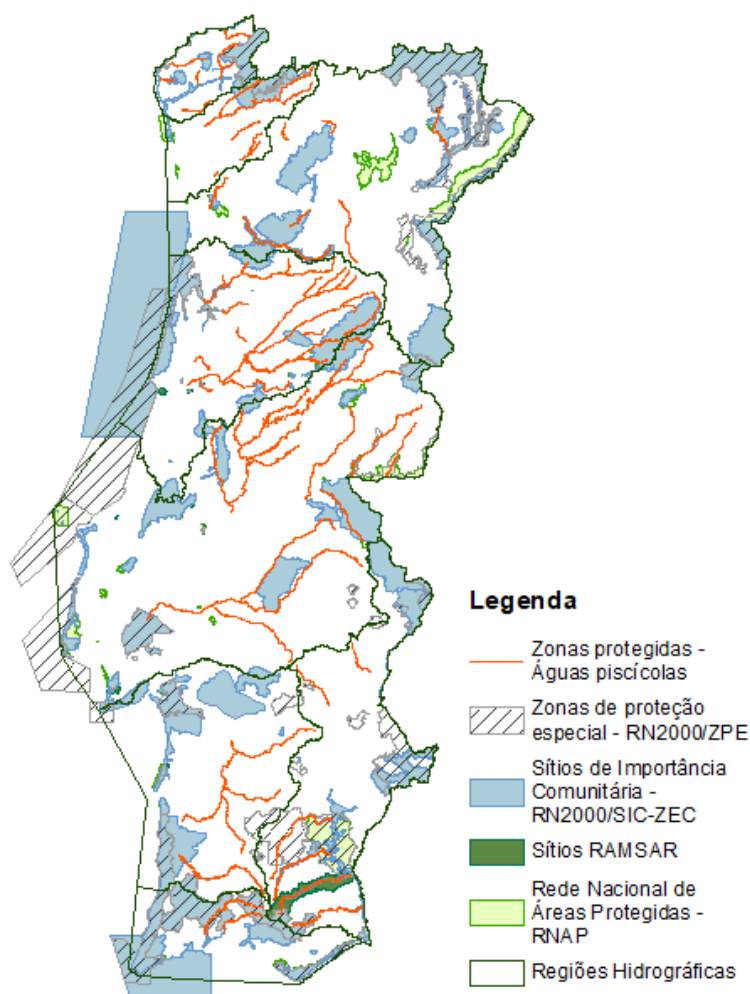 Legenda
Zonas protegidas -
Águas piscícolas
Zonas de proteção
especial - RN2000/ZPE
Sítios de Importância
Comunitária -
RN2000/SIC-ZEC
Sítios RAMSAR
Rede Nacional de
Áreas Protegidas -
RNAP
Regiões Hidrográficas